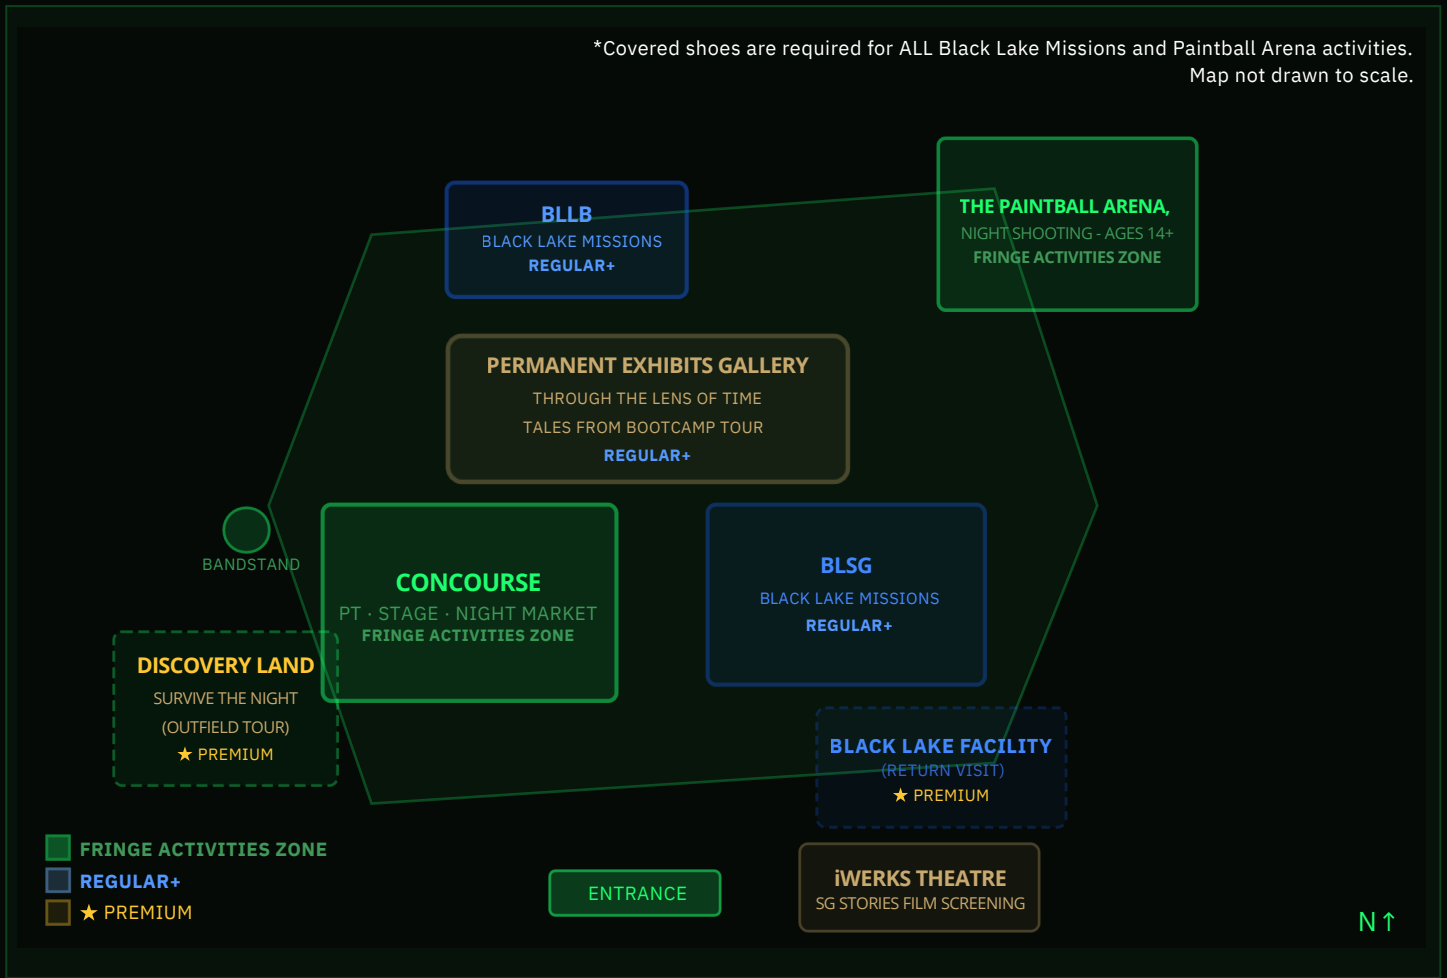 *Covered shoes are required for ALL Black Lake Missions and Paintball Arena activities.
Map not drawn to scale.
BLLB
BLACK LAKE MISSIONS
REGULAR+
THE PAINTBALL ARENA,
NIGHT SHOOTING - AGES 14+
FRINGE ACTIVITIES ZONE
PERMANENT EXHIBITS GALLERY
THROUGH THE LENS OF TIME
TALES FROM BOOTCAMP TOUR
REGULAR+
BANDSTAND
CONCOURSE
PT · STAGE · NIGHT MARKET
FRINGE ACTIVITIES ZONE
BLSG
BLACK LAKE MISSIONS
REGULAR+
DISCOVERY LAND
SURVIVE THE NIGHT
(OUTFIELD TOUR)
★ PREMIUM
BLACK LAKE FACILITY
(RETURN VISIT)
★ PREMIUM
FRINGE ACTIVITIES ZONE
REGULAR+
★ PREMIUM
ENTRANCE
iWERKS THEATRE
SG STORIES FILM SCREENING
N↑